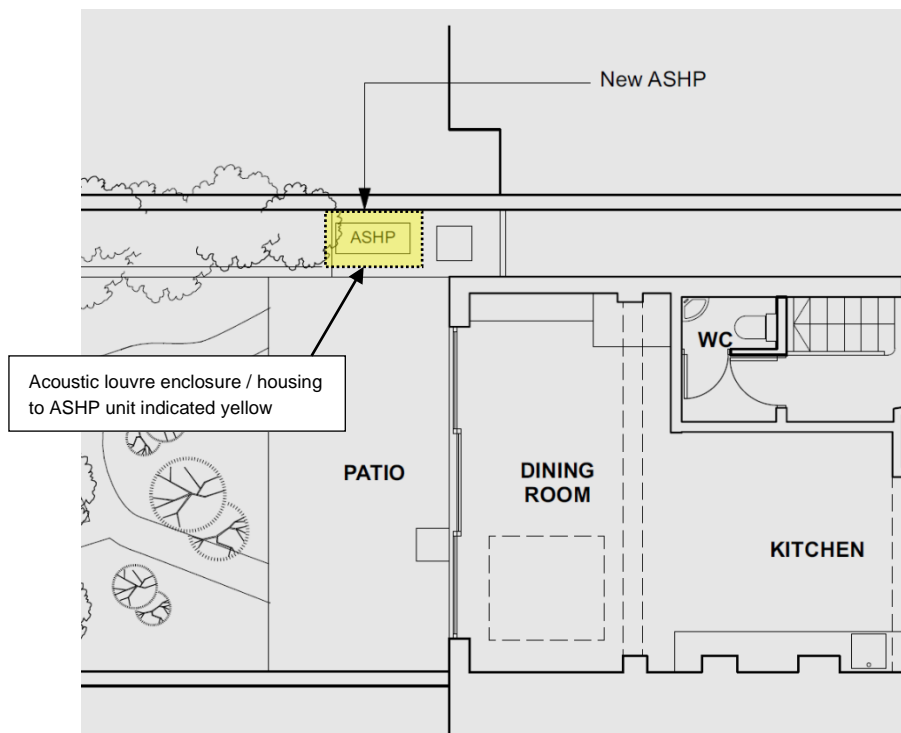 New ASHP
ASHP
WC
Acoustic louvre enclosure / housing
to ASHP unit indicated yellow
PATIO
DINING
ROOM
KITCHEN